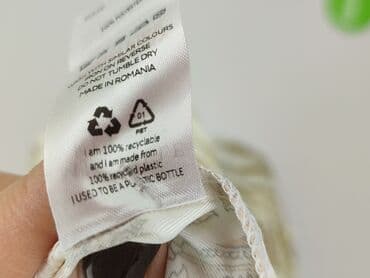 WASH WITH SIMILAR COLOURS
IRON ON REVERSE
DO NOT TUMBLE DRY
MADE IN ROMANIA
01
PET
I am 100% recyclable
and I am made from
100% recycled plastic
I USED TO BE A PLASTIC BOTTLE